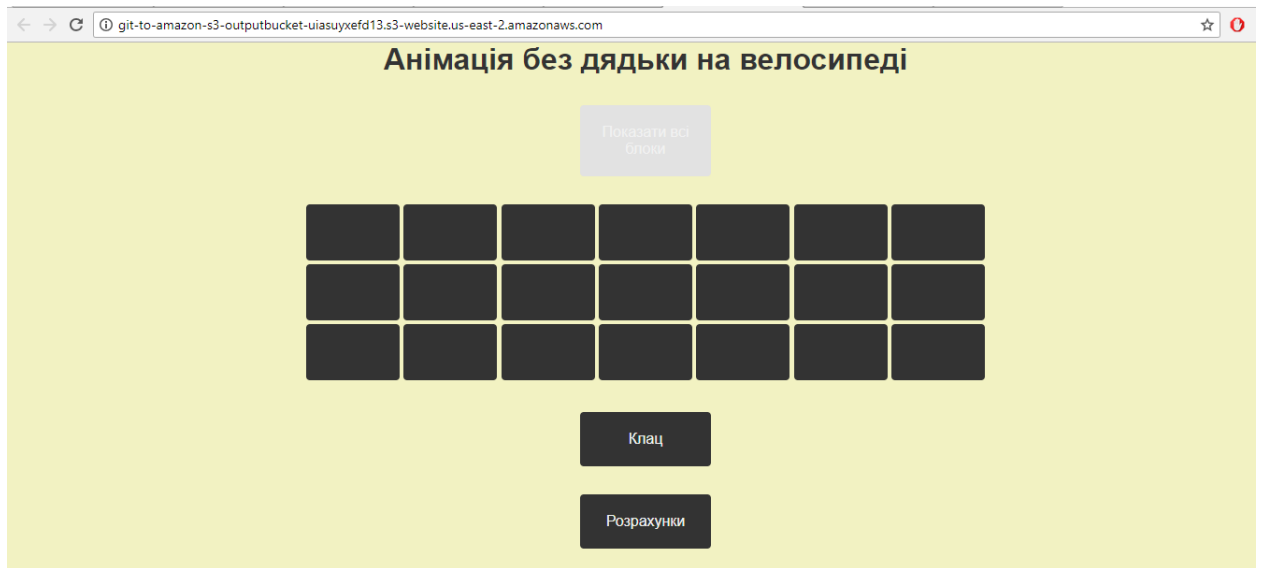 git-to-amazon-s3-outputbucket-uiasuyxefd13.s3-website.us-east-2.amazonaws.com
Анімація без дядьки на велосипеді
Показати всі
блоки
Клац
Розрахунки